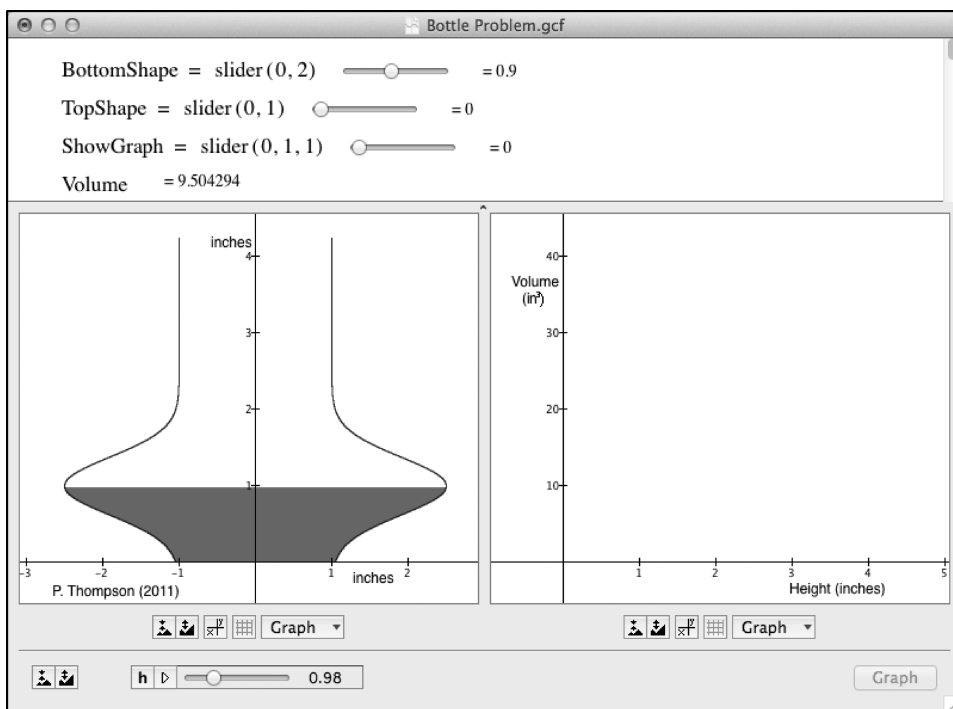 Bottle Problem.gcf
BottomShape = slider(0, 2) = 0.9
TopShape = slider(0, 1) = 0
ShowGraph = slider(0, 1, 1) = 0
Volume = 9.504294
inches
4
3
2
1
-3 -2 -1 1 inches 2
P. Thompson (2011)
40
Volume
(in³)
30
20
10
1 2 3 4 5
Height (inches)
x y Graph
x y Graph
h 0.98 Graph